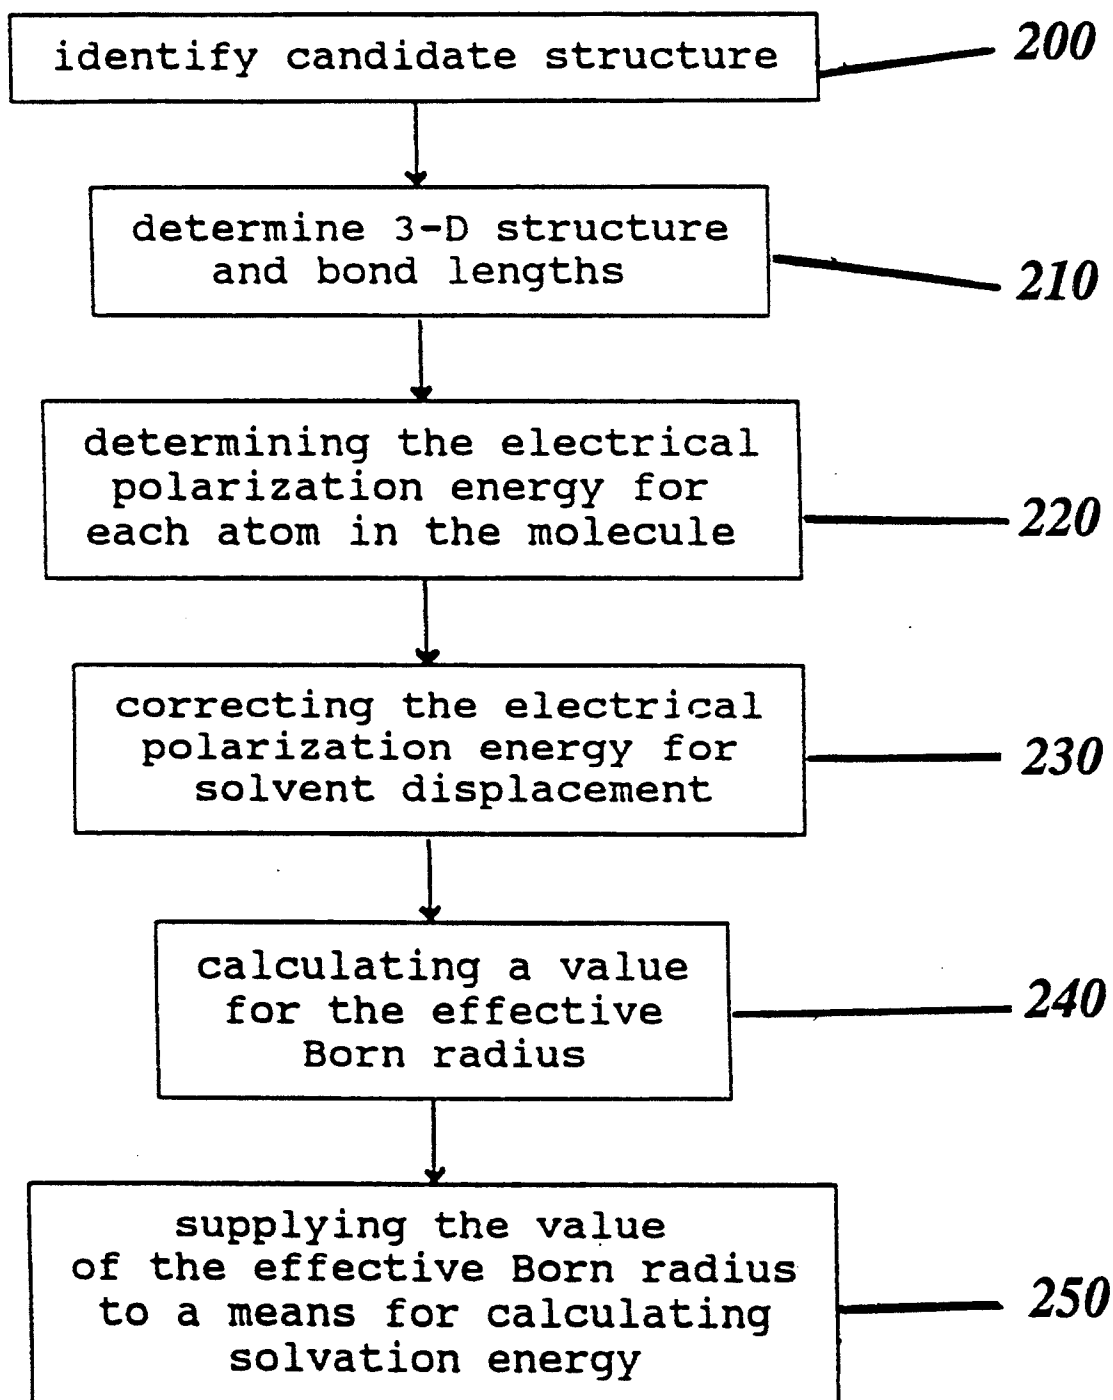 identify candidate structure
200
determine 3-D structure
and bond lengths
210
determining the electrical
polarization energy for
each atom in the molecule
220
correcting the electrical
polarization energy for
solvent displacement
230
calculating a value
for the effective
Born radius
240
supplying the value
of the effective Born radius
to a means for calculating
solvation energy
250